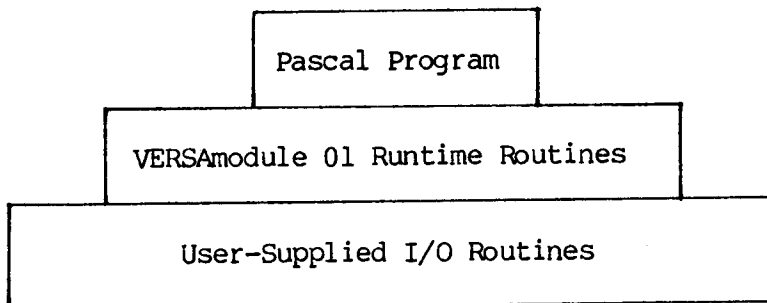 Pascal Program
VERSAmodule 01 Runtime Routines
User-Supplied I/O Routines